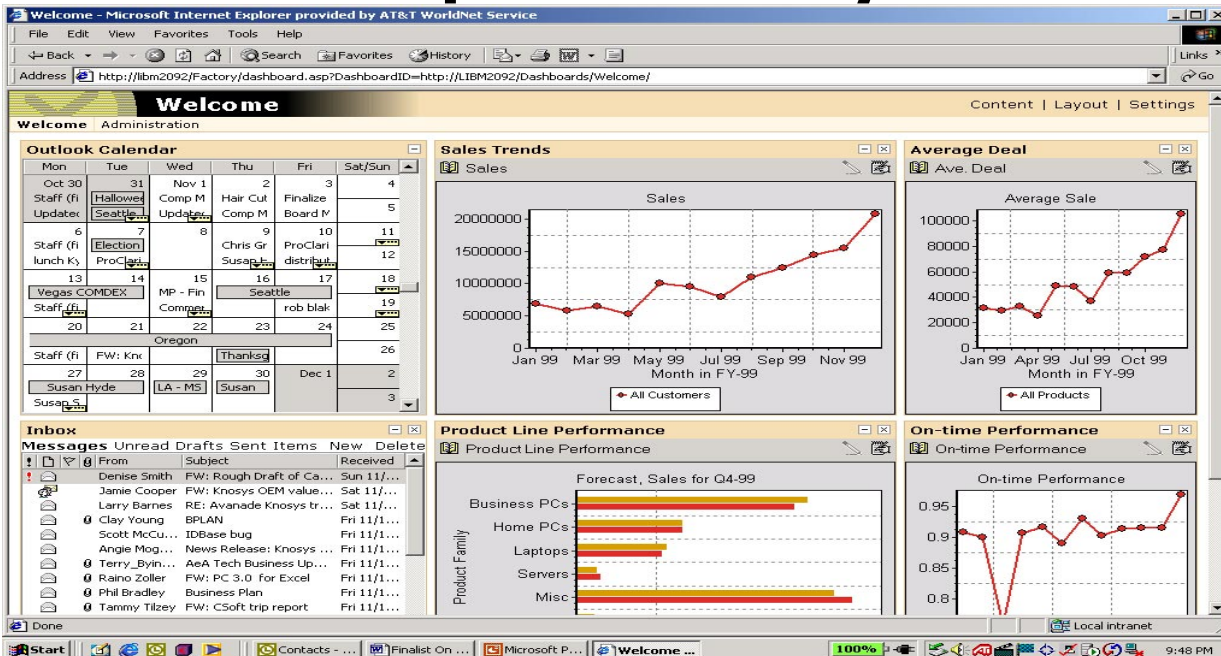 Welcome - Microsoft Internet Explorer provided by AT&T WorldNet Service
File Edit View Favorites Tools Help
Back Search Favorites History Links »
Address http://libm2092/Factory/dashboard.asp?DashboardID=http://LIBM2092/Dashboards/Welcome/ Go
Welcome Content | Layout | Settings
Welcome Administration
Outlook Calendar
Mon Tue Wed Thu Fri Sat/Sun
Oct 30 31 Nov 1 2 3 4
Staff (fi Hallowee Comp M Hair Cut Finalize
Updatec Seattle Updatec Comp M Board M 5
6 7 8 9 10 11
Staff (fi Election Chris Gr ProClari
lunch Ky ProClari Susan H distribut 12
13 14 15 16 17 18
Vegas COMDEX MP - Fin Seattle
Staff (fi Commer rob blak 19
20 21 22 23 24 25
Oregon
Staff (fi FW: Knc Thanksg 26
27 28 29 30 Dec 1 2
Susan Hyde LA - MS Susan
Susan S 3
Sales Trends
Sales
Sales
20000000
15000000
10000000
5000000
0
Jan 99 Mar 99 May 99 Jul 99 Sep 99 Nov 99
Month in FY-99
All Customers
Average Deal
Ave. Deal
Average Sale
100000
80000
60000
40000
20000
0
Jan 99 Apr 99 Jul 99 Oct 99
Month in FY-99
All Products
Inbox
Messages Unread Drafts Sent Items New Delete
From Subject Received
Denise Smith FW: Rough Draft of Ca... Sun 11/...
Jamie Cooper FW: Knosys OEM value... Sat 11/...
Larry Barnes RE: Avanade Knosys tr... Sat 11/...
Clay Young BPLAN Fri 11/1...
Scott McCu... IDBase bug Fri 11/1...
Angie Mog... News Release: Knosys ... Fri 11/1...
Terry_Byin... AeA Tech Business Up... Fri 11/1...
Raino Zoller FW: PC 3.0 for Excel Fri 11/1...
Phil Bradley Business Plan Fri 11/1...
Tammy Tilzey FW: CSoft trip report Fri 11/1...
Product Line Performance
Product Line Performance
Forecast, Sales for Q4-99
Product Family
Business PCs
Home PCs
Laptops
Servers
Misc
On-time Performance
On-time Performance
On-time Performance
0.95
0.9
0.85
0.8
Done Local intranet
Start Contacts - ... Finalist On ... Microsoft P... Welcome ... 100% 9:48 PM